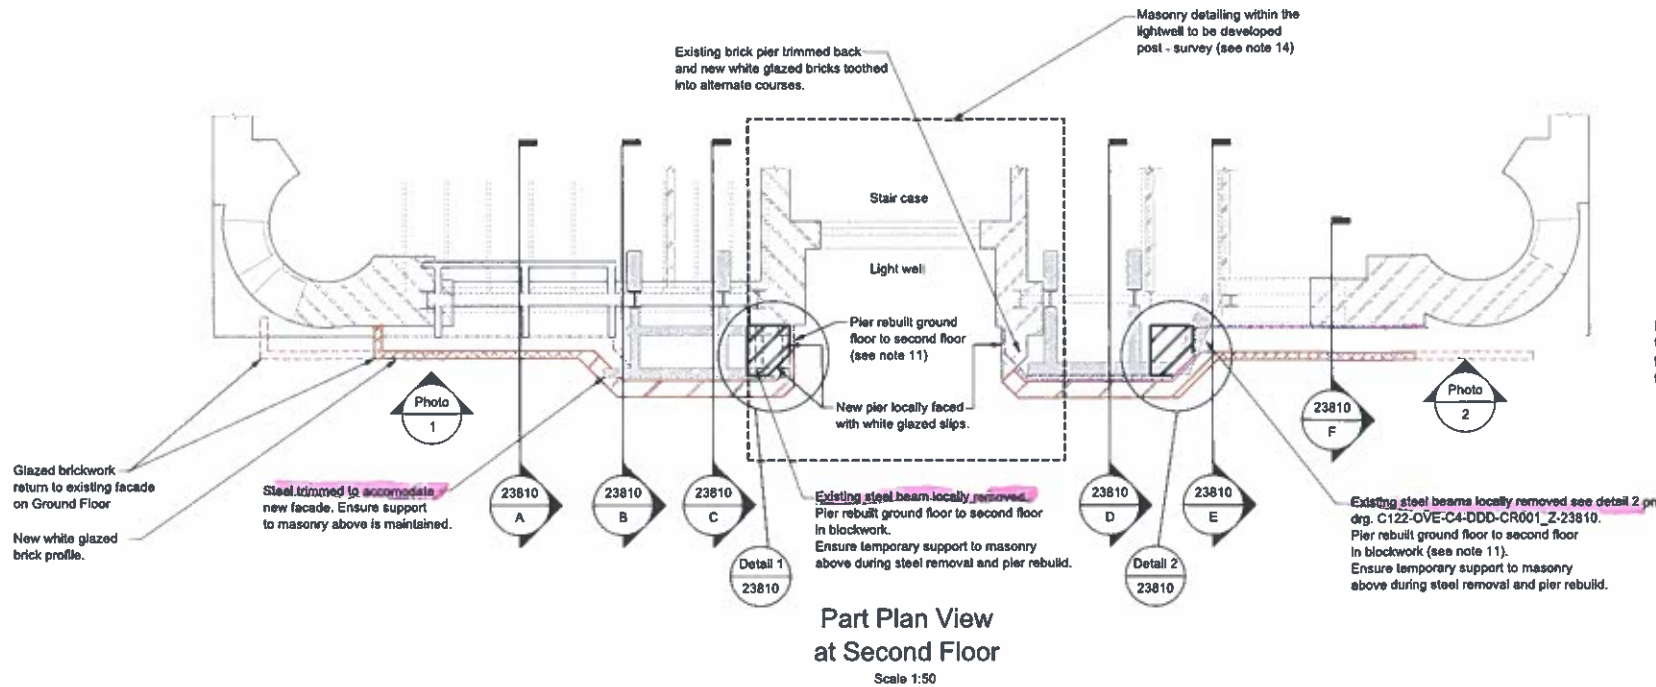 Masonry detailing within the
lightwell to be developed
post - survey (see note 14)
Existing brick pier trimmed back
and new white glazed bricks toothed
into alternate courses.
Stair case
Light well
Pier rebuilt ground
floor to second floor
(see note 11)
New pier locally faced
with white glazed slips.
Photo
1
23810
F
Photo
2
Glazed brickwork
return to existing facade
on Ground Floor
New white glazed
brick profile.
Steel trimmed to accomodate
new facade. Ensure support
to masonry above is maintained.
23810
A
23810
B
23810
C
Existing steel beam locally removed.
Pier rebuilt ground floor to second floor
in blockwork.
Ensure temporary support to masonry
above during steel removal and pier rebuild.
23810
D
23810
E
Existing steel beams locally removed see detail 2
drg. C122-OVE-C4-DDD-CR001_Z-23810.
Pier rebuilt ground floor to second floor
in blockwork (see note 11).
Ensure temporary support to masonry
above during steel removal and pier rebuild.
Detail 1
23810
Detail 2
23810
Part Plan View
at Second Floor
Scale 1:50